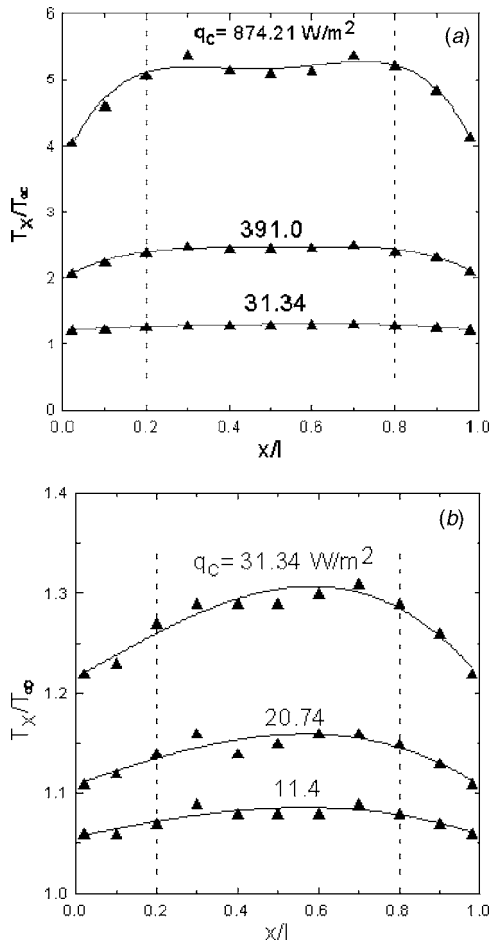 6
5
4
3
2
1
0
T_x/T_∞
q_c = 874.21 W/m²
(a)
391.0
31.34
0.0 0.2 0.4 0.6 0.8 1.0
x/l
1.4
1.3
1.2
1.1
1.0
T_x/T_∞
(b)
q_c = 31.34 W/m²
20.74
11.4
0.0 0.2 0.4 0.6 0.8 1.0
x/l